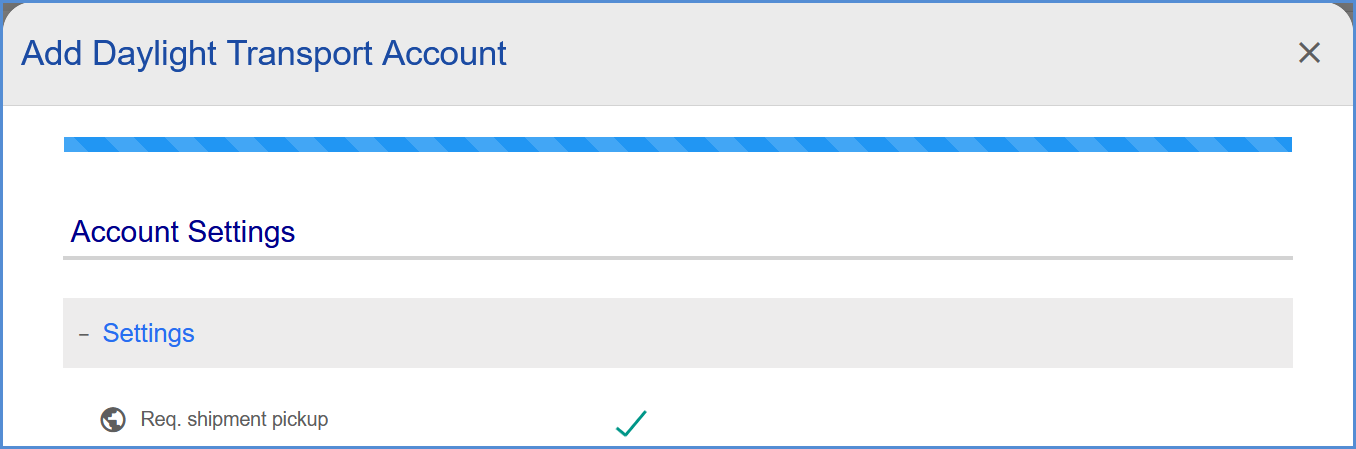 Add Daylight Transport Account
Account Settings
Settings
Req. shipment pickup